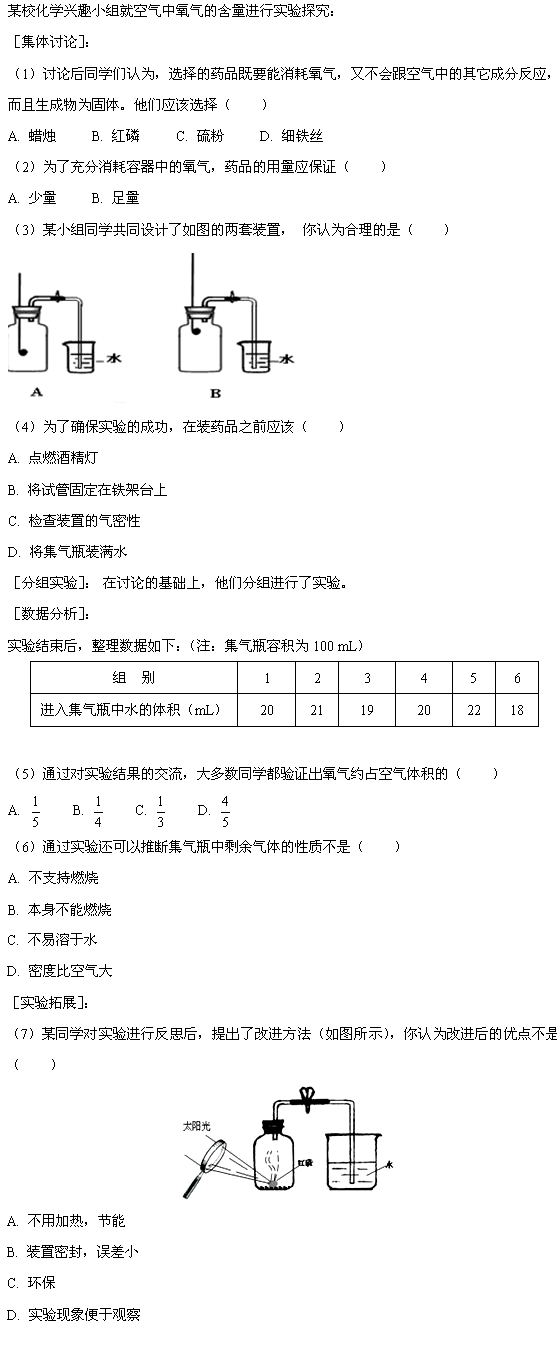 某校化学兴趣小组就空气中氧气的含量进行实验探究：
［集体讨论］：
（1）讨论后同学们认为，选择的药品既要能消耗氧气，又不会跟空气中的其它成分反应，
而且生成物为固体。他们应该选择（　　）
A. 蜡烛　　B. 红磷　　C. 硫粉　　D. 细铁丝
（2）为了充分消耗容器中的氧气，药品的用量应保证（　　）
A. 少量　　B. 足量
（3）某小组同学共同设计了如图的两套装置， 你认为合理的是（　　）
水　　水
A　　B
（4）为了确保实验的成功，在装药品之前应该（　　）
A. 点燃酒精灯
B. 将试管固定在铁架台上
C. 检查装置的气密性
D. 将集气瓶装满水
［分组实验］： 在讨论的基础上，他们分组进行了实验。
［数据分析］：
实验结束后，整理数据如下：（注：集气瓶容积为 100 mL）
组　别　1　2　3　4　5　6
进入集气瓶中水的体积（mL）　20　21　19　20　22　18
（5）通过对实验结果的交流，大多数同学都验证出氧气约占空气体积的（　　）
A. 1/5　　B. 1/4　　C. 1/3　　D. 4/5
（6）通过实验还可以推断集气瓶中剩余气体的性质不是（　　）
A. 不支持燃烧
B. 本身不能燃烧
C. 不易溶于水
D. 密度比空气大
［实验拓展］：
（7）某同学对实验进行反思后，提出了改进方法（如图所示），你认为改进后的优点不是
（　　）
太阳光　红磷　水
A. 不用加热，节能
B. 装置密封，误差小
C. 环保
D. 实验现象便于观察